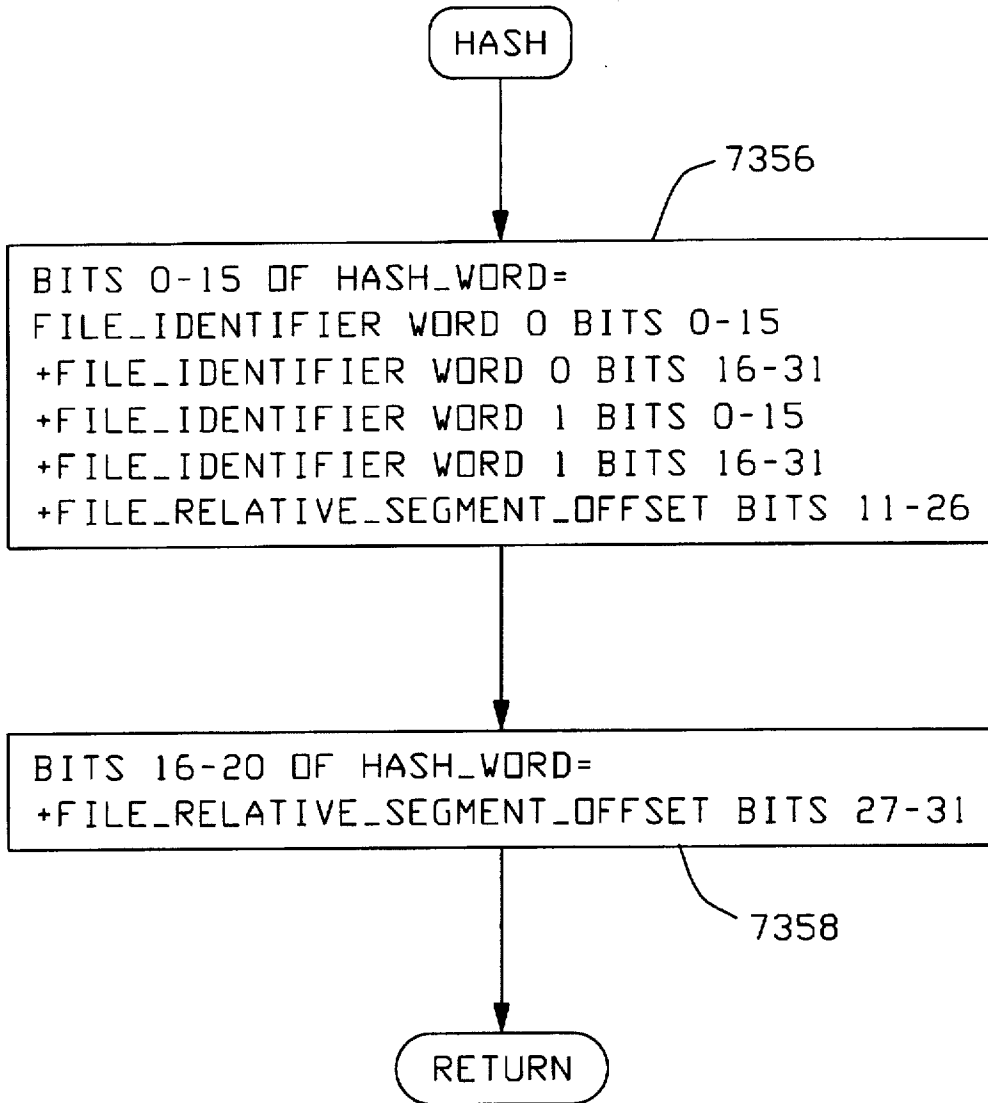 HASH
7356
BITS 0-15 OF HASH_WORD=
FILE_IDENTIFIER WORD 0 BITS 0-15
+FILE_IDENTIFIER WORD 0 BITS 16-31
+FILE_IDENTIFIER WORD 1 BITS 0-15
+FILE_IDENTIFIER WORD 1 BITS 16-31
+FILE_RELATIVE_SEGMENT_OFFSET BITS 11-26
BITS 16-20 OF HASH_WORD=
+FILE_RELATIVE_SEGMENT_OFFSET BITS 27-31
7358
RETURN